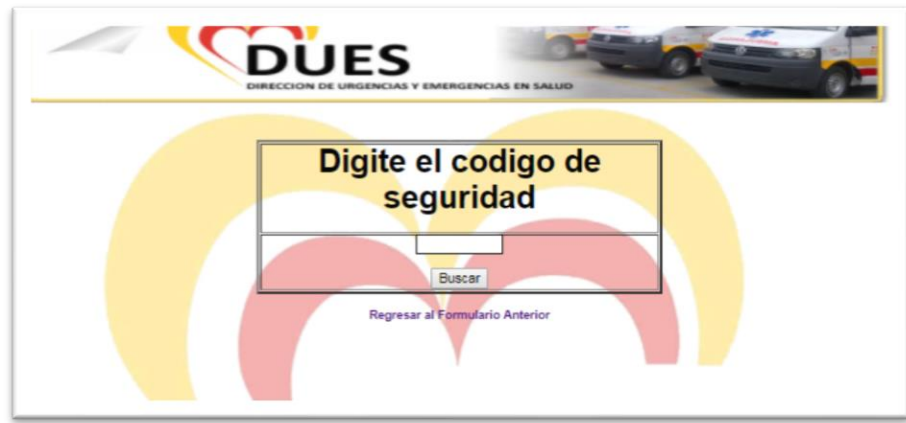 DUES
DIRECCION DE URGENCIAS Y EMERGENCIAS EN SALUD
Digite el codigo de
seguridad
Buscar
Regresar al Formulario Anterior